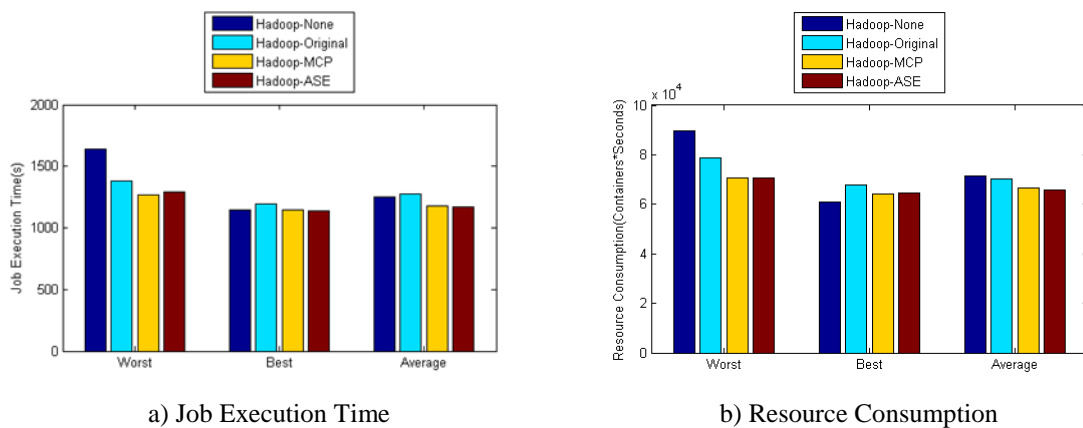 Hadoop-None
Hadoop-Original
Hadoop-MCP
Hadoop-ASE
2000
1500
1000
500
0
Job Execution Time(s)
Worst
Best
Average
a) Job Execution Time
Hadoop-None
Hadoop-Original
Hadoop-MCP
Hadoop-ASE
x 10^4
10
8
6
4
2
0
Resource Consumption(Containers*Seconds)
Worst
Best
Average
b) Resource Consumption